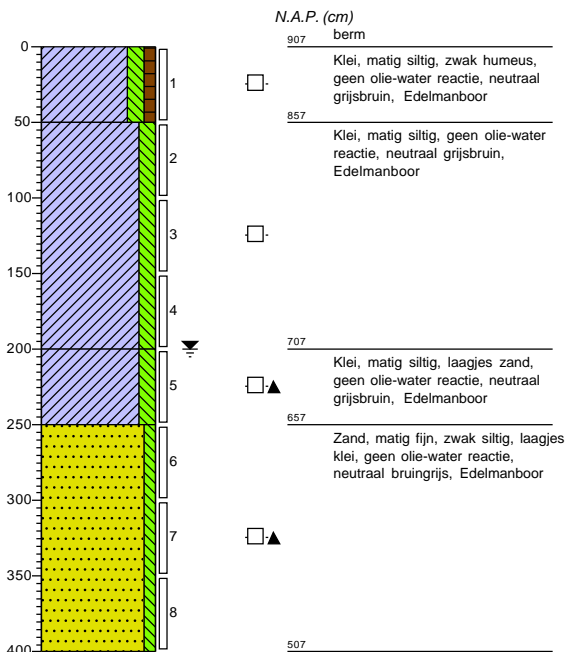 N.A.P. (cm)
0
907
berm
1
Klei, matig siltig, zwak humeus,
geen olie-water reactie, neutraal
grijsbruin, Edelmanboor
50
857
2
Klei, matig siltig, geen olie-water
reactie, neutraal grijsbruin,
Edelmanboor
100
3
150
4
200
707
5
Klei, matig siltig, laagjes zand,
geen olie-water reactie, neutraal
grijsbruin, Edelmanboor
250
657
6
Zand, matig fijn, zwak siltig, laagjes
klei, geen olie-water reactie,
neutraal bruingrijs, Edelmanboor
300
7
350
8
400
507